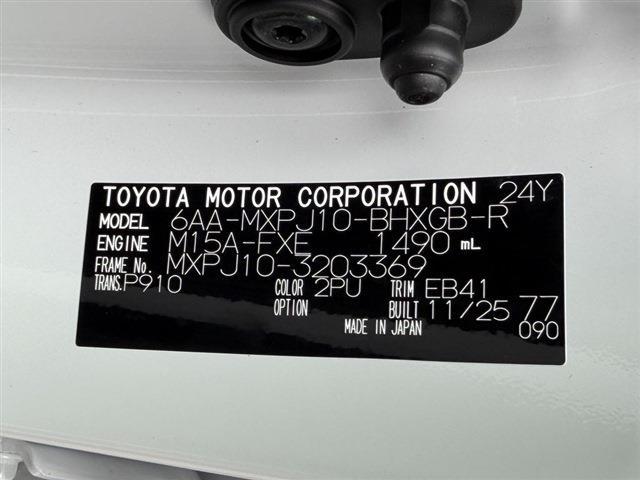 TOYOTA MOTOR CORPORATION 24Y
MODEL 6AA-MXPJ10-BHXGB-R
ENGINE M15A-FXE 1490 mL
FRAME No. MXPJ10-3203369
TRANS. P910 COLOR 2PU TRIM EB41
OPTION BUILT 11/25 77
MADE IN JAPAN 090